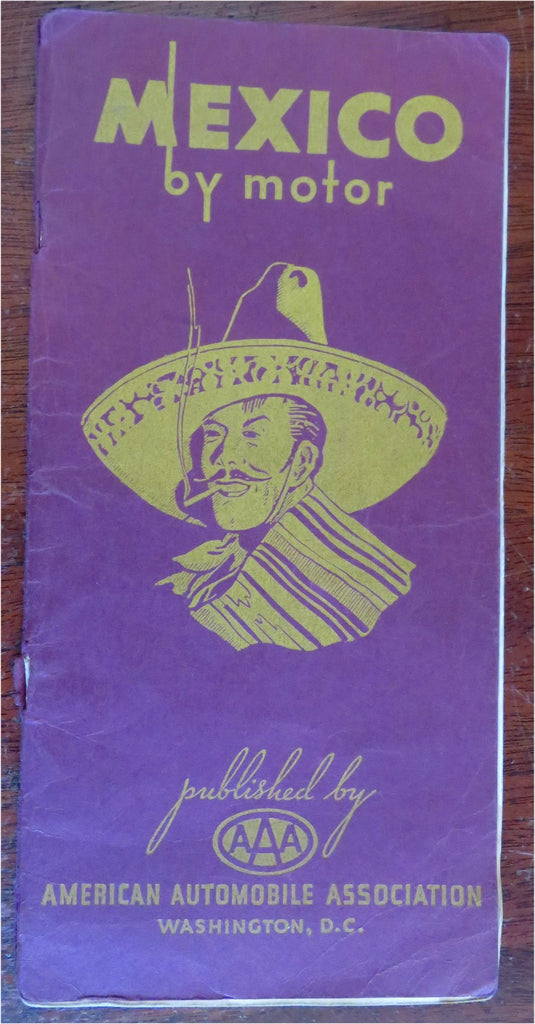 MEXICO
by motor
published by
AAA
AMERICAN AUTOMOBILE ASSOCIATION
WASHINGTON, D.C.